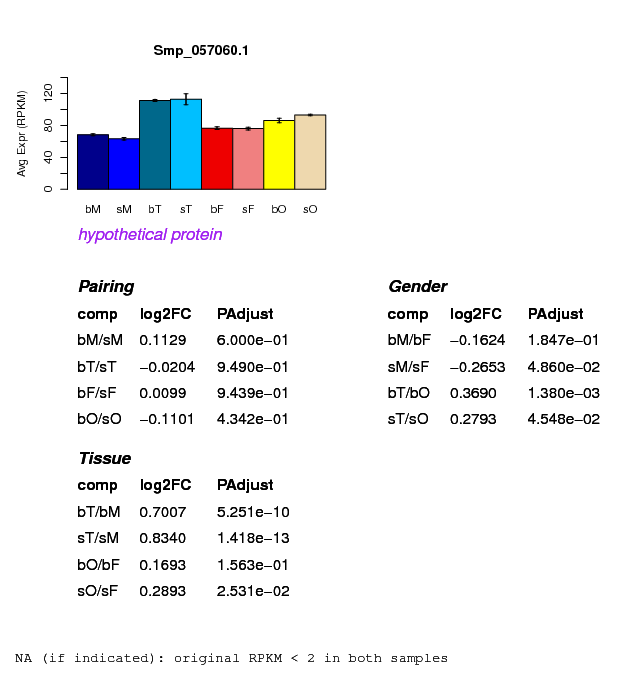 Smp_057060.1
Avg Expr (RPKM)
0 40 80 120
bM sM bT sT bF sF bO sO
hypothetical protein
Pairing
comp log2FC PAdjust
bM/sM 0.1129 6.000e−01
bT/sT −0.0204 9.490e−01
bF/sF 0.0099 9.439e−01
bO/sO −0.1101 4.342e−01
Gender
comp log2FC PAdjust
bM/bF −0.1624 1.847e−01
sM/sF −0.2653 4.860e−02
bT/bO 0.3690 1.380e−03
sT/sO 0.2793 4.548e−02
Tissue
comp log2FC PAdjust
bT/bM 0.7007 5.251e−10
sT/sM 0.8340 1.418e−13
bO/bF 0.1693 1.563e−01
sO/sF 0.2893 2.531e−02
NA (if indicated): original RPKM < 2 in both samples